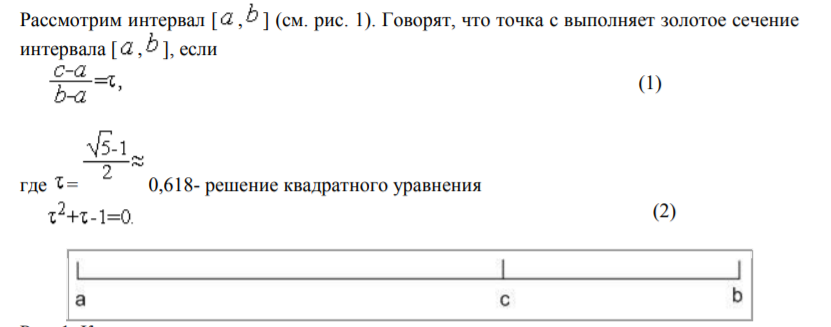 Рассмотрим интервал [a,b] (см. рис. 1). Говорят, что точка с выполняет золотое сечение
интервала [a,b], если
(c-a)/(b-a)=τ, (1)
где τ= (√5-1)/2≈ 0,618- решение квадратного уравнения
τ²+τ-1=0. (2)
a c b